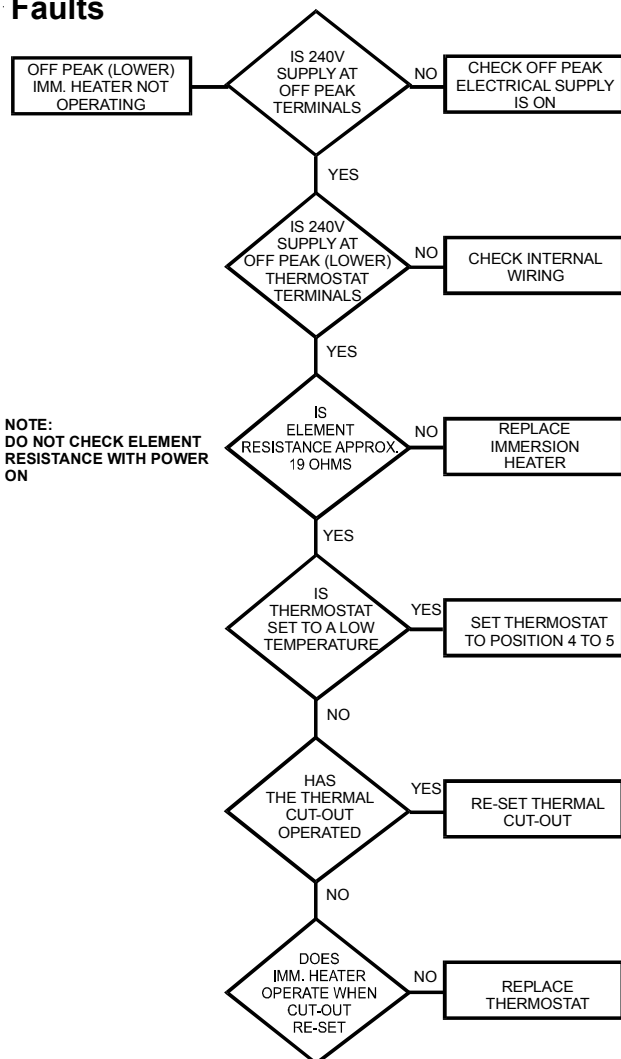 Faults
OFF PEAK (LOWER)
IMM. HEATER NOT
OPERATING
IS 240V
SUPPLY AT
OFF PEAK
TERMINALS
NO
CHECK OFF PEAK
ELECTRICAL SUPPLY
IS ON
YES
IS 240V
SUPPLY AT
OFF PEAK (LOWER)
THERMOSTAT
TERMINALS
NO
CHECK INTERNAL
WIRING
YES
NOTE:
DO NOT CHECK ELEMENT
RESISTANCE WITH POWER
ON
IS
ELEMENT
RESISTANCE APPROX.
19 OHMS
NO
REPLACE
IMMERSION
HEATER
YES
IS
THERMOSTAT
SET TO A LOW
TEMPERATURE
YES
SET THERMOSTAT
TO POSITION 4 TO 5
NO
HAS
THE THERMAL
CUT-OUT
OPERATED
YES
RE-SET THERMAL
CUT-OUT
NO
DOES
IMM. HEATER
OPERATE WHEN
CUT-OUT
RE-SET
NO
REPLACE
THERMOSTAT